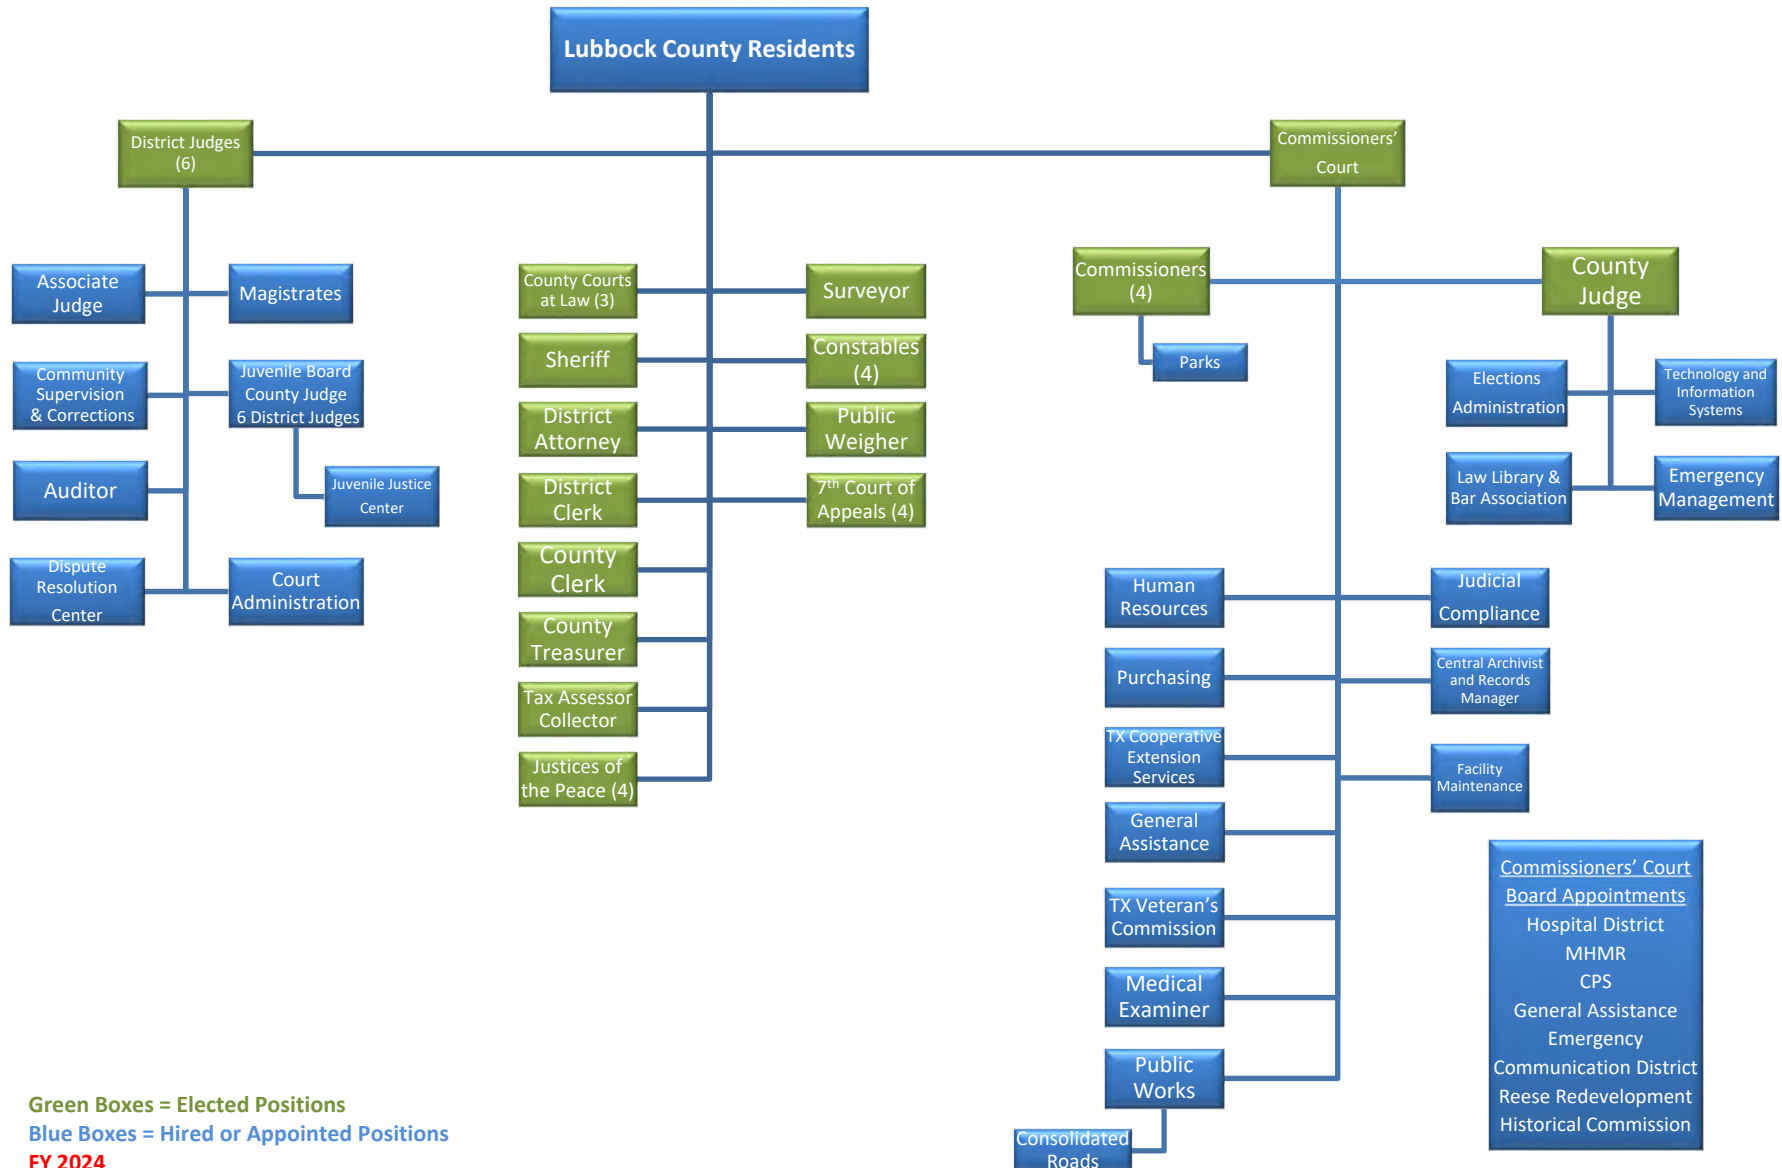 Lubbock County Residents
District Judges
(6)
Commissioners’
Court
Associate
Judge
Magistrates
Community
Supervision
& Corrections
Juvenile Board
County Judge
6 District Judges
Auditor
Juvenile Justice
Center
Dispute
Resolution
Center
Court
Administration
County Courts
at Law (3)
Surveyor
Sheriff
Constables
(4)
District
Attorney
Public
Weigher
District
Clerk
7th Court of
Appeals (4)
County
Clerk
County
Treasurer
Tax Assessor
Collector
Justices of
the Peace (4)
Commissioners
(4)
County
Judge
Parks
Elections
Administration
Technology and
Information
Systems
Law Library &
Bar Association
Emergency
Management
Human
Resources
Judicial
Compliance
Purchasing
Central Archivist
and Records
Manager
TX Cooperative
Extension
Services
Facility
Maintenance
General
Assistance
TX Veteran’s
Commission
Medical
Examiner
Public
Works
Consolidated
Roads
Commissioners’ Court
Board Appointments
Hospital District
MHMR
CPS
General Assistance
Emergency
Communication District
Reese Redevelopment
Historical Commission
Green Boxes = Elected Positions
Blue Boxes = Hired or Appointed Positions
FY 2024